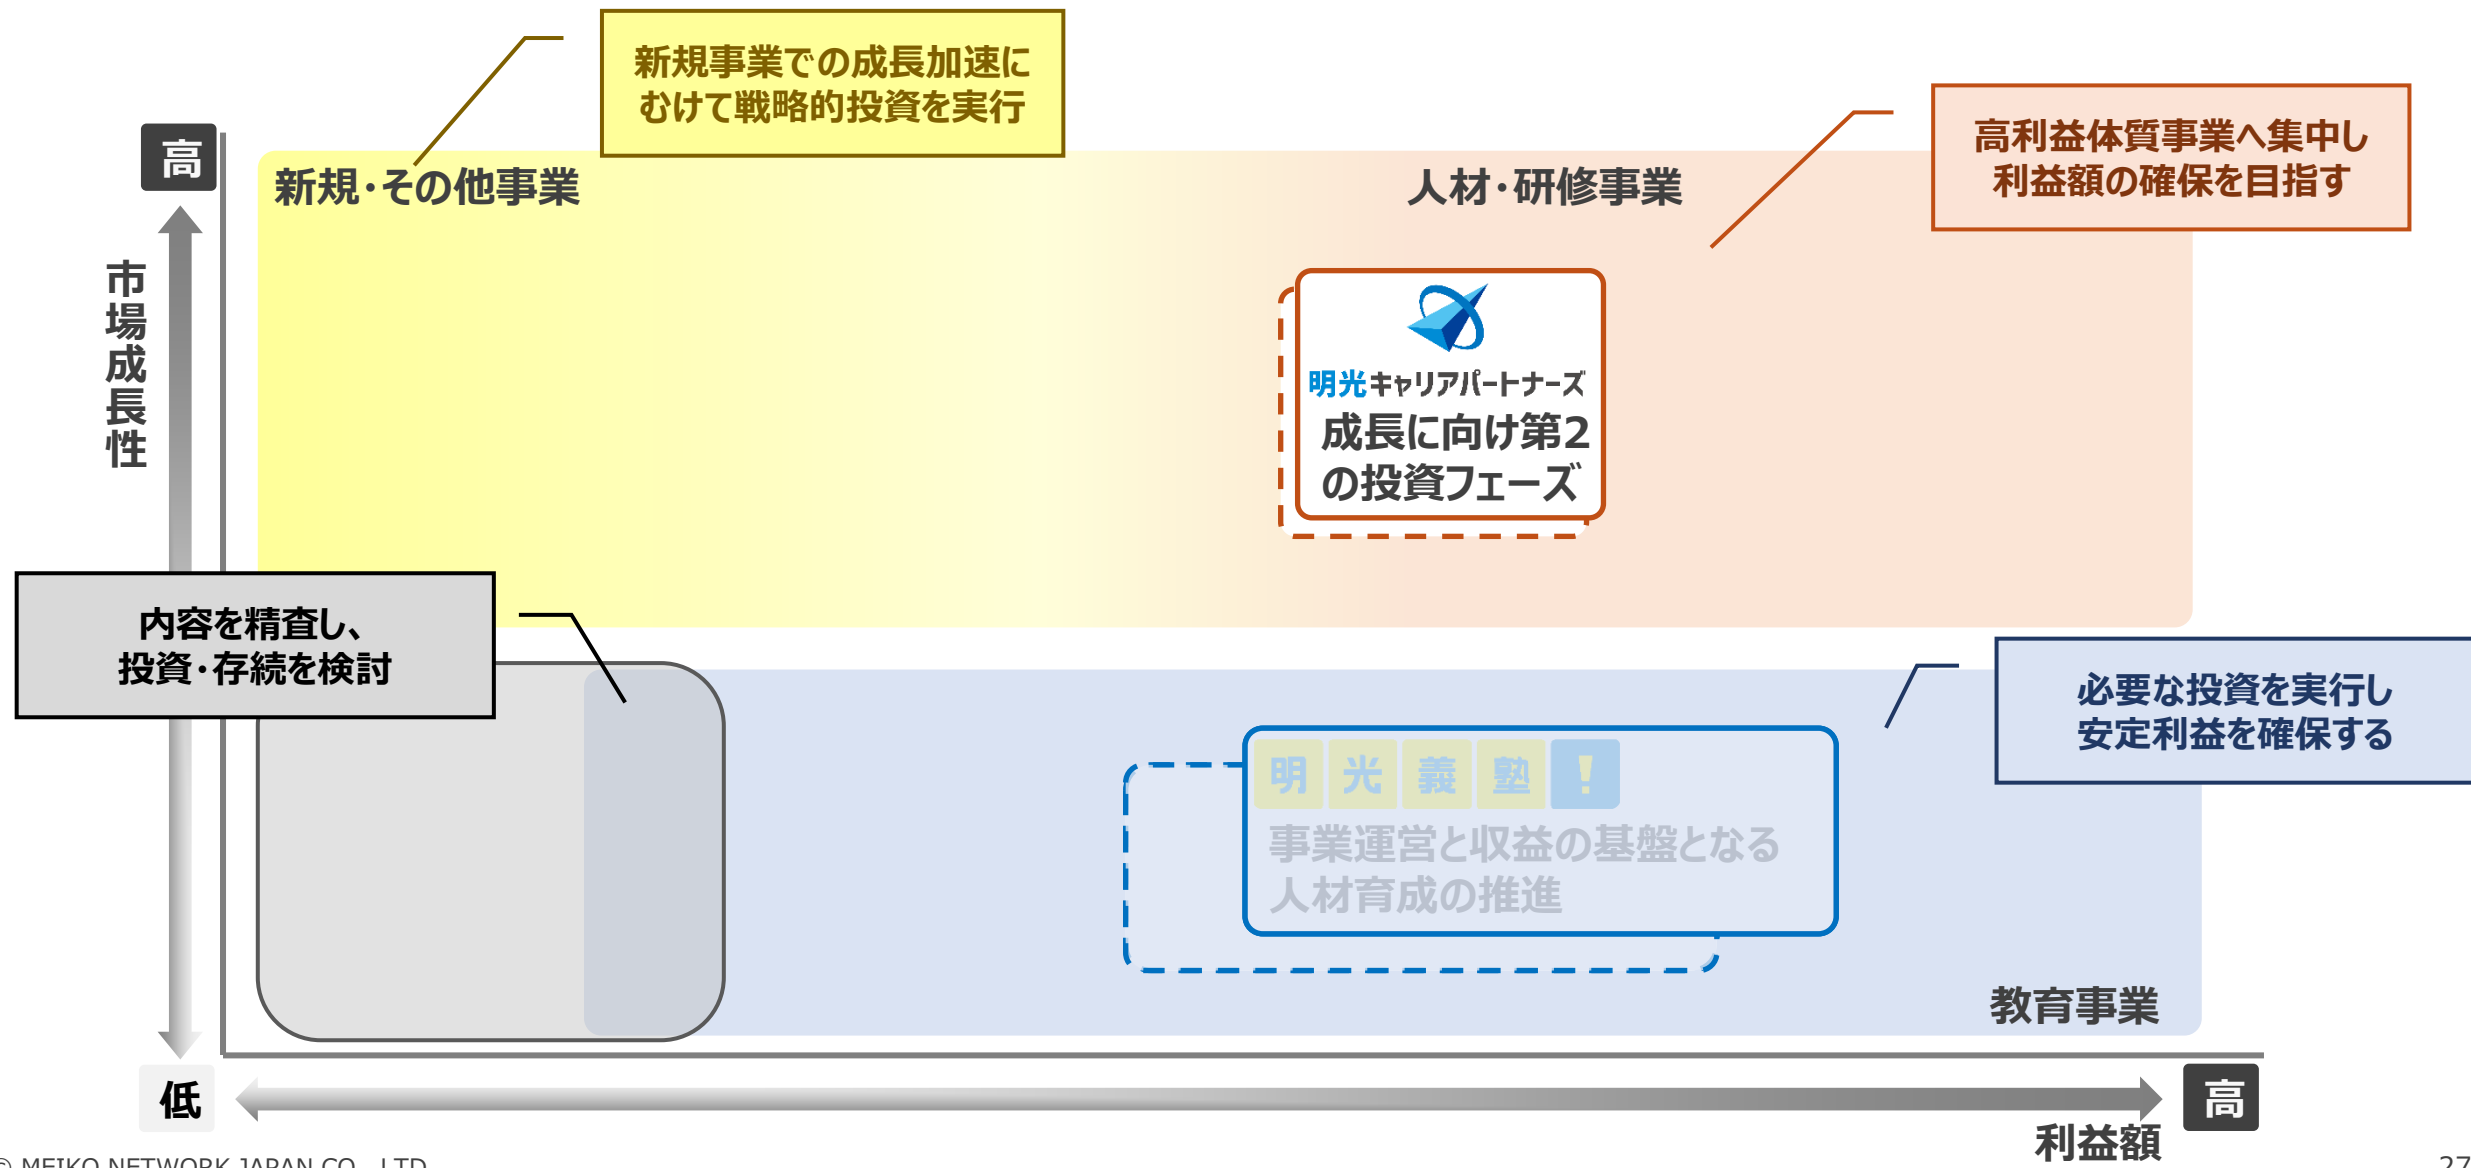 新規事業での成長加速に
むけて戦略的投資を実行
高利益体質事業へ集中し
利益額の確保を目指す
高
新規・その他事業
人材・研修事業
市場成長性
明光キャリアパートナーズ
成長に向け第2
の投資フェーズ
内容を精査し、
投資・存続を検討
必要な投資を実行し
安定利益を確保する
明光義塾!
事業運営と収益の基盤となる
人材育成の推進
教育事業
低
高
利益額
© MEIKO NETWORK JAPAN CO., LTD.
27